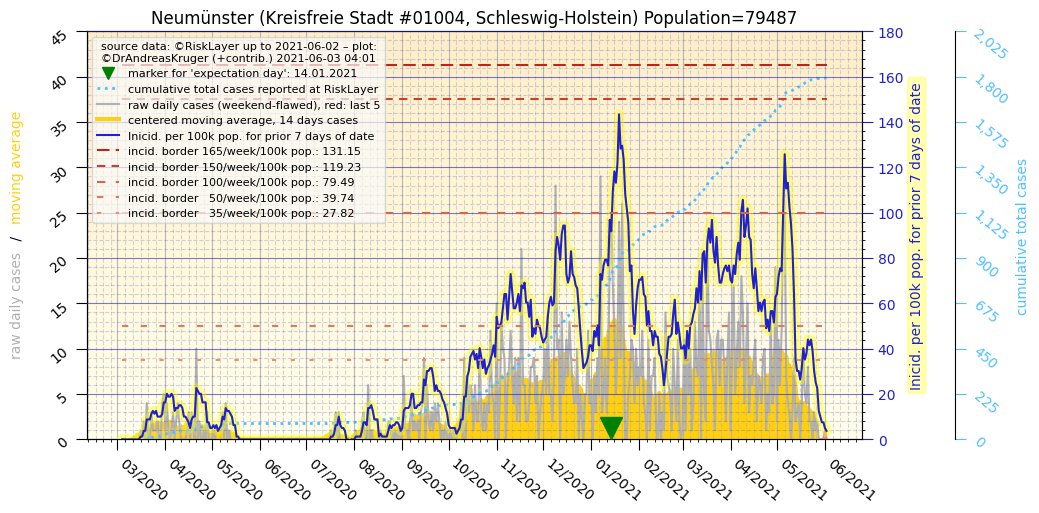 Neumünster (Kreisfreie Stadt #01004, Schleswig-Holstein) Population=79487
source data: ©RiskLayer up to 2021-06-02 – plot:
©DrAndreasKruger (+contrib.) 2021-06-03 04:01
marker for 'expectation day': 14.01.2021
cumulative total cases reported at RiskLayer
raw daily cases (weekend-flawed), red: last 5
centered moving average, 14 days cases
Inicid. per 100k pop. for prior 7 days of date
incid. border 165/week/100k pop.: 131.15
incid. border 150/week/100k pop.: 119.23
incid. border 100/week/100k pop.: 79.49
incid. border 50/week/100k pop.: 39.74
incid. border 35/week/100k pop.: 27.82
raw daily cases / moving average
45
40
35
30
25
20
15
10
5
0
03/2020
04/2020
05/2020
06/2020
07/2020
08/2020
09/2020
10/2020
11/2020
12/2020
01/2021
02/2021
03/2021
04/2021
05/2021
06/2021
180
160
140
120
100
80
60
40
20
0
Inicid. per 100k pop. for prior 7 days of date
2,025
1,800
1,575
1,350
1,125
900
675
450
225
0
cumulative total cases